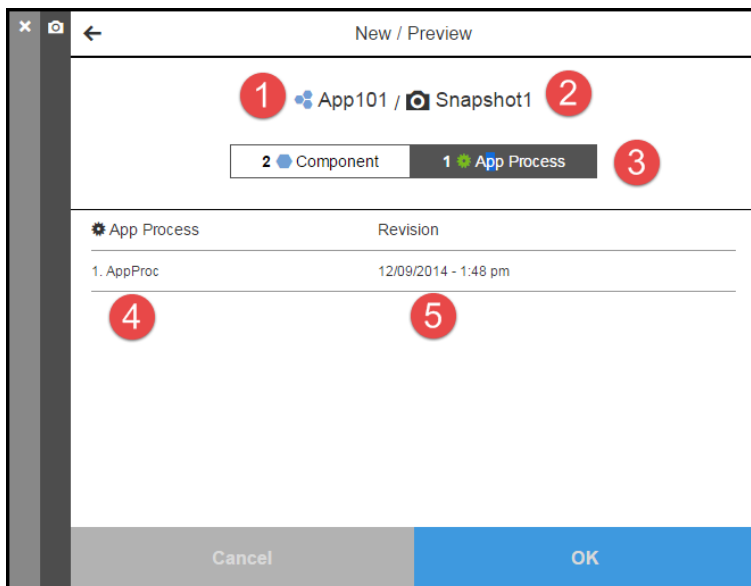 New / Preview
1 App101 / Snapshot1 2
2 Component 1 App Process 3
App Process Revision
1. AppProc 12/09/2014 - 1:48 pm
4 5
Cancel OK